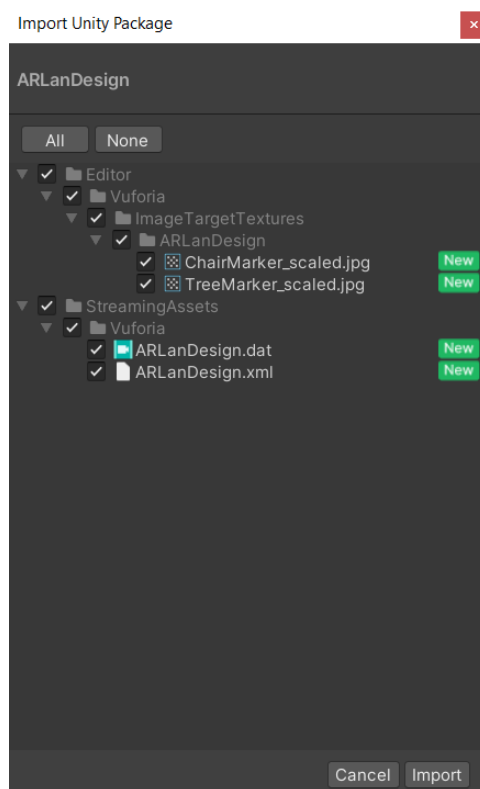 Import Unity Package
×
ARLanDesign
All None
Editor
Vuforia
ImageTargetTextures
ARLanDesign
ChairMarker_scaled.jpg New
TreeMarker_scaled.jpg New
StreamingAssets
Vuforia
ARLanDesign.dat New
ARLanDesign.xml New
Cancel Import